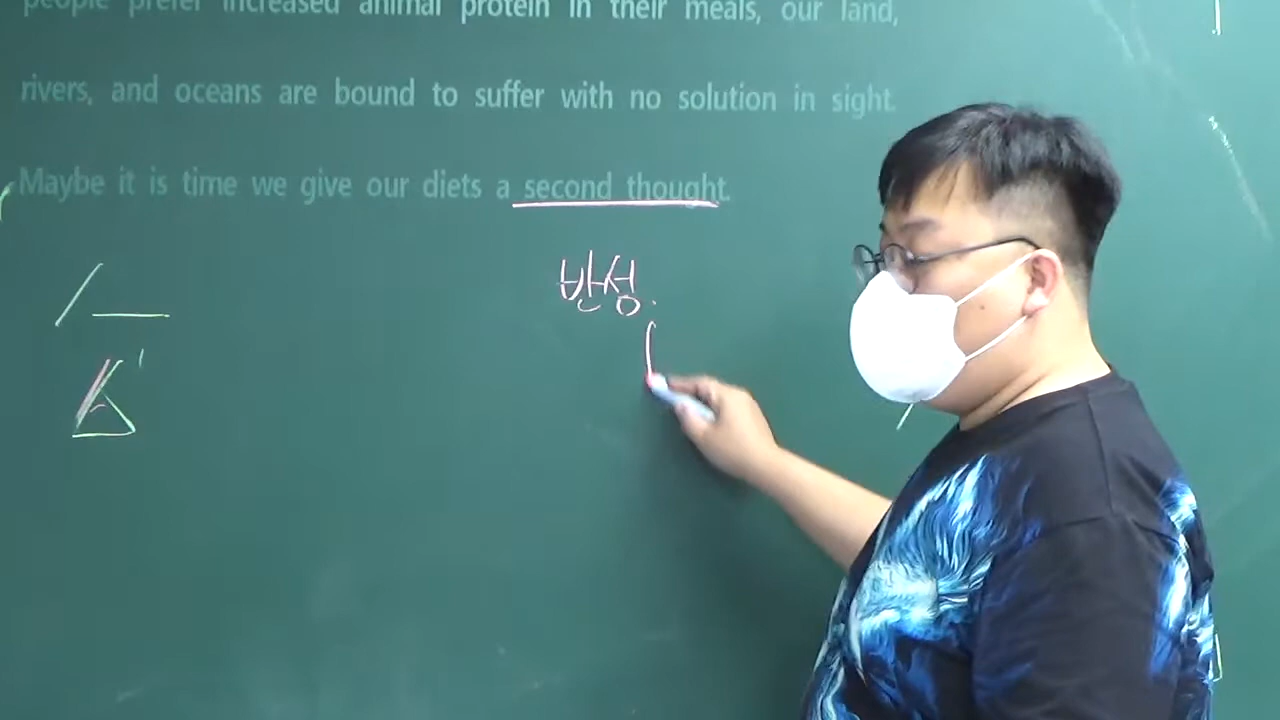 people prefer increased animal protein in their meals, our land,
rivers, and oceans are bound to suffer with no solution in sight.
Maybe it is time we give our diets a second thought.
반성.